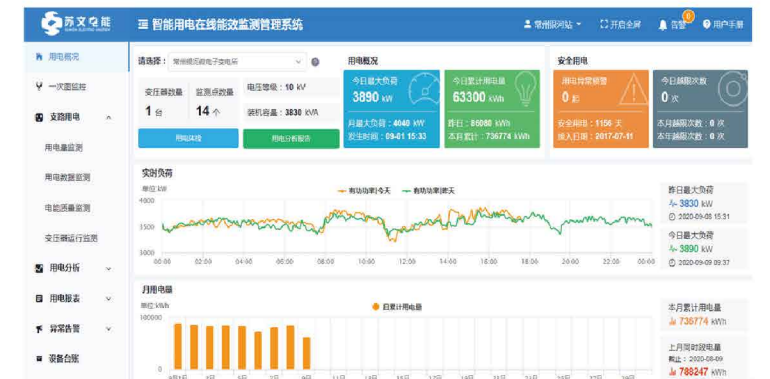 苏文电能
智能用电在线能效监测管理系统
常州银河站
开启全屏
告警
0
用户手册
用电概况
一次图监控
支路用电
用电量监测
用电数据监测
电能质量监测
变压器运行监测
用电分析
用电报表
异常告警
设备台账
请选择：
常州银河微电子变电所
变压器数量
1 台
监测点数量
14 个
电压等级：10 kV
装机容量：3830 kVA
用电体检
用电分析报告
用电概况
今日最大负荷
3890 kW
月最大负荷：4040 kW
发生时间：09-01 15:33
今日累计用电量
63300 kWh
昨日：86080 kWh
本月累计：736774 kWh
安全用电
用电异常预警
0 起
安全用电：1156 天
接入日期：2017-07-11
今日越限次数
0 次
本月越限次数：0 次
本年越限次数：0 次
实时负荷
单位:kW
有功功率|今天
有功功率|昨天
4000
3500
3000
00:00 02:00 04:00 06:00 08:00 10:00 12:00 14:00 16:00 18:00 20:00 22:00 00:00
昨日最大负荷
3830 kW
2020-09-08 15:31
今日最大负荷
3890 kW
2020-09-09 09:37
月用电量
单位:kWh
日累计用电量
100000
0
本月累计用电量
736774 kWh
上月同时段电量
截止：2020-08-09
788247 kWh